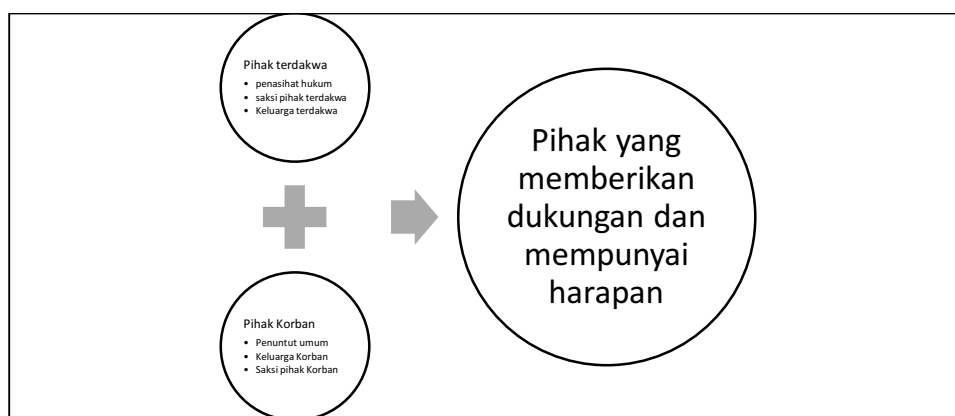 Pihak terdakwa
• penasihat hukum
• saksi pihak terdakwa
• Keluarga terdakwa
Pihak Korban
• Penuntut umum
• Keluarga Korban
• Saksi pihak Korban
Pihak yang
memberikan
dukungan dan
mempunyai
harapan